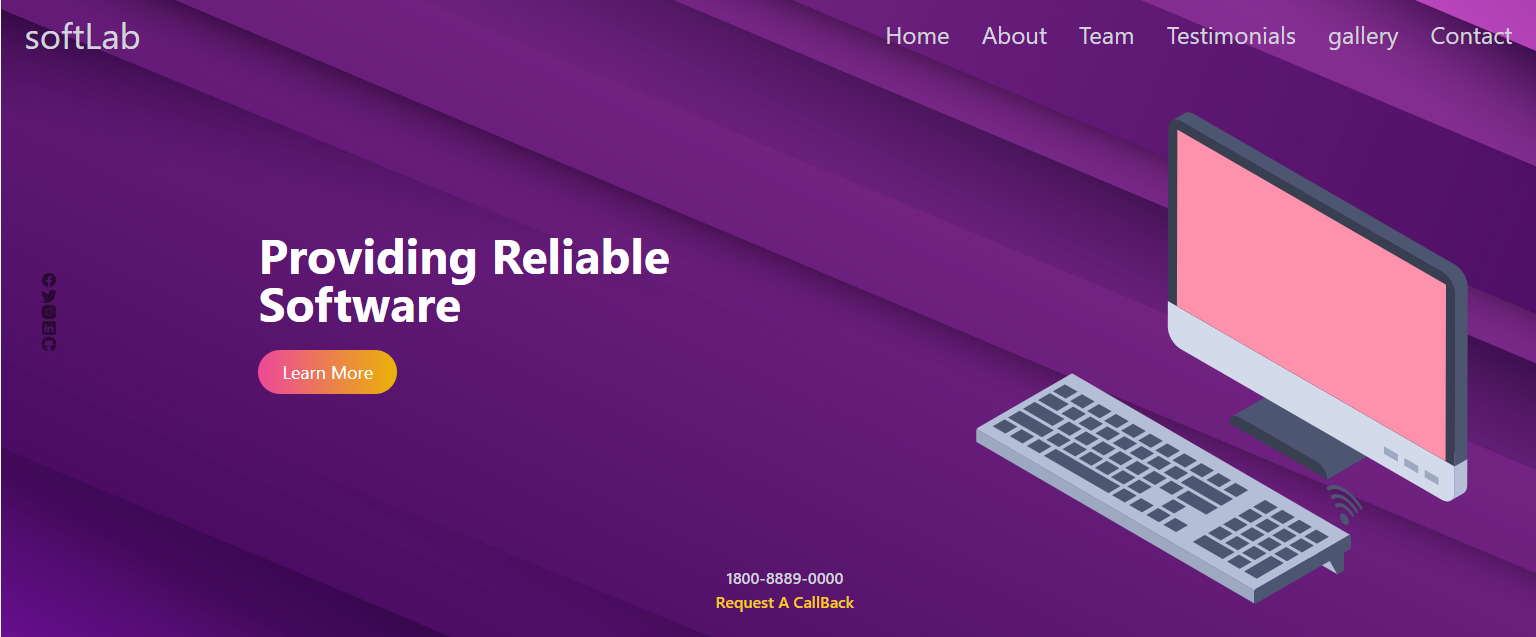 softLab
Home About Team Testimonials gallery Contact
Providing Reliable
Software
Learn More
1800-8889-0000
Request A CallBack